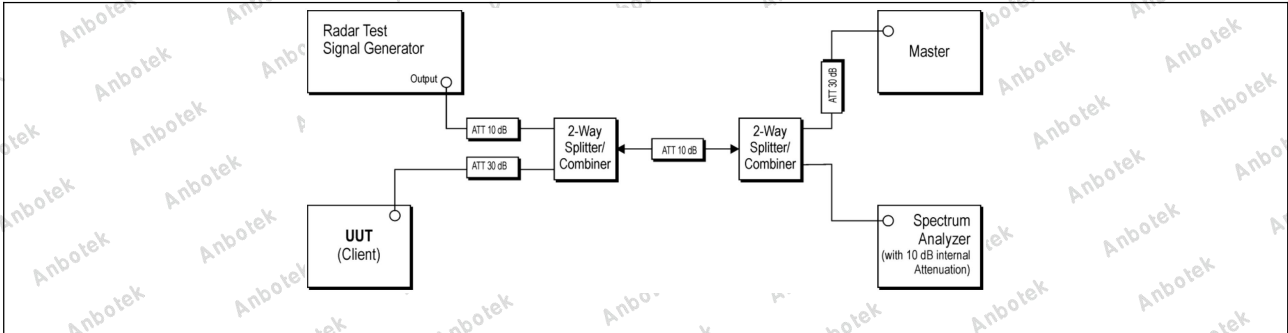 Radar Test
Signal Generator
Output
ATT 10 dB
ATT 30 dB
2-Way
Splitter/
Combiner
ATT 10 dB
2-Way
Splitter/
Combiner
ATT 30 dB
Master
UUT
(Client)
Spectrum
Analyzer
(with 10 dB internal
Attenuation)
Anbotek